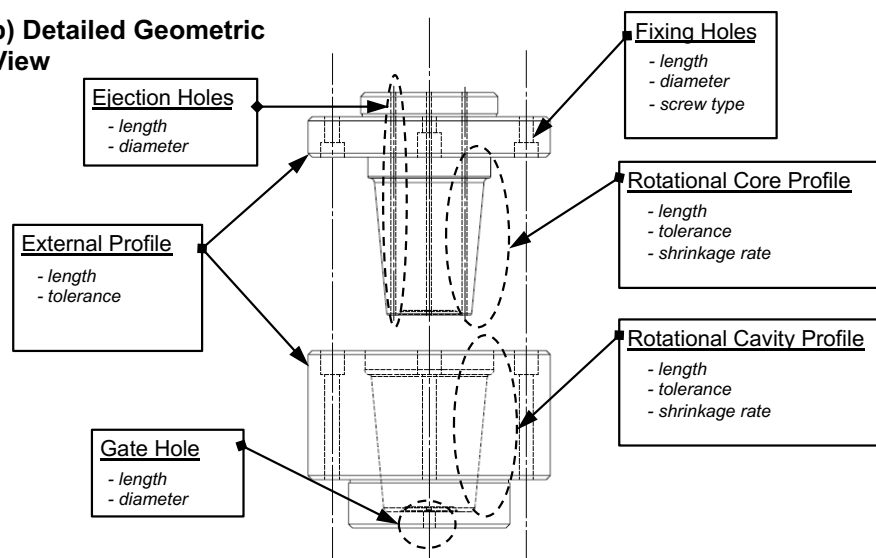 b) Detailed Geometric
View
Ejection Holes
- length
- diameter
Fixing Holes
- length
- diameter
- screw type
Rotational Core Profile
- length
- tolerance
- shrinkage rate
External Profile
- length
- tolerance
Rotational Cavity Profile
- length
- tolerance
- shrinkage rate
Gate Hole
- length
- diameter